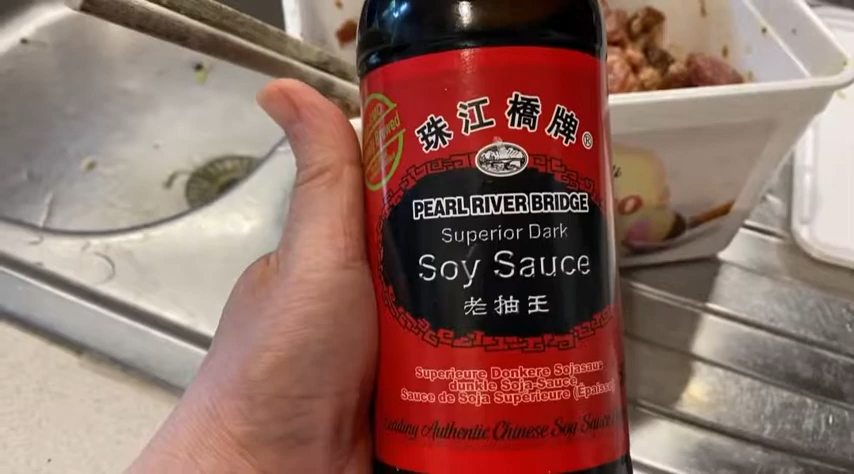 珠江橋牌®
PEARL RIVER BRIDGE
Superior Dark
Soy Sauce
老抽王
Superieure Donkere Sojasaus
dunkle Soja-Sauce
Sauce de Soja Supérieure (Épaisse)
Leading Authentic Chinese Soy Sauce